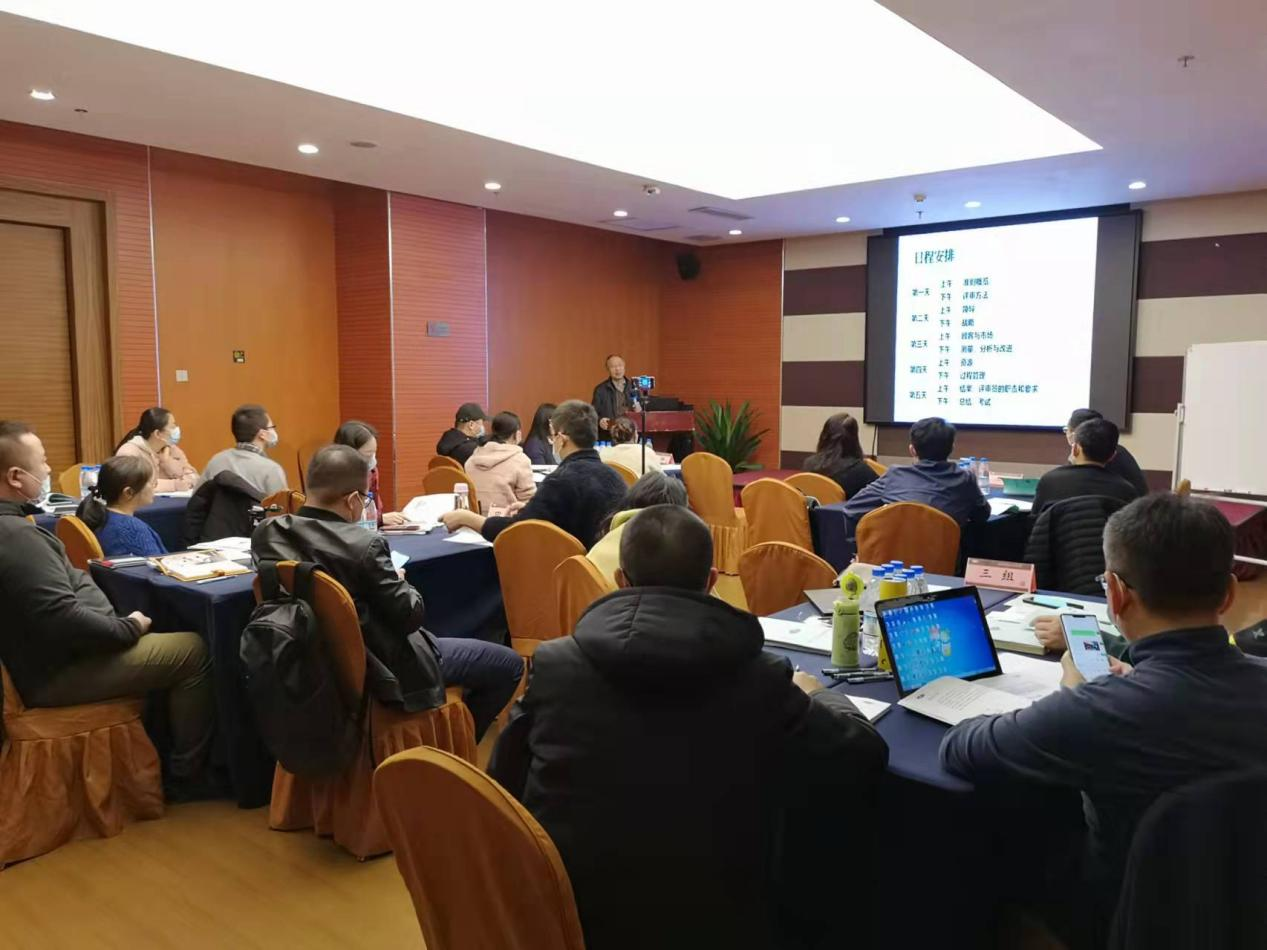 日程安排
第一天 上午 准则概览
下午 评审方法
第二天 上午 领导
下午 战略
第三天 上午 顾客与市场
下午 测量、分析与改进
第四天 上午 资源
下午 过程管理
第五天 上午 结果、评审员的职责和要求
下午 总结、考试
三 组